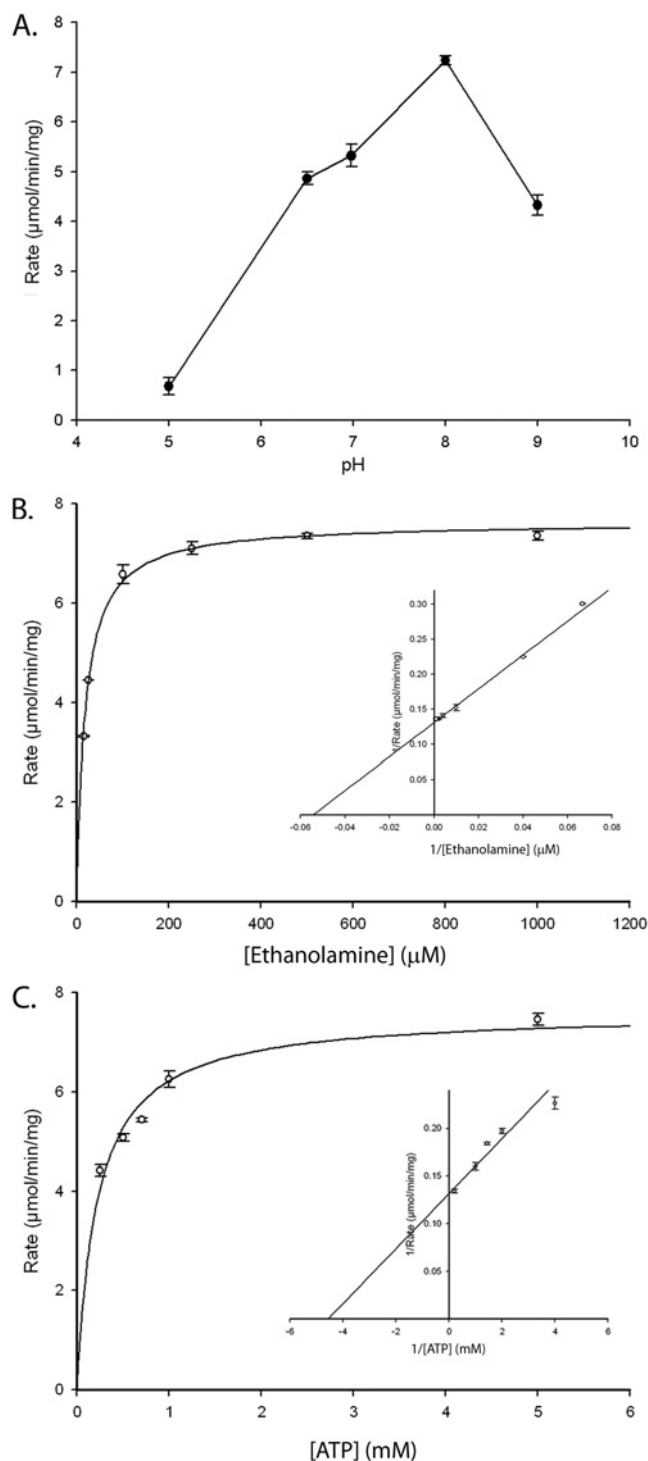 A.
Rate (µmol/min/mg)
8
7
6
5
4
3
2
1
0
4 5 6 7 8 9 10
pH
B.
Rate (µmol/min/mg)
8
6
4
2
0
0 200 400 600 800 1000 1200
[Ethanolamine] (µM)
1/Rate (µmol/min/mg)
0.30
0.25
0.20
0.15
0.10
0.05
-0.06 -0.04 -0.02 0.00 0.02 0.04 0.06 0.08
1/[Ethanolamine] (µM)
C.
Rate (µmol/min/mg)
8
6
4
2
0
0 1 2 3 4 5 6
[ATP] (mM)
1/Rate (µmol/min/mg)
0.20
0.15
0.10
0.05
-6 -4 -2 0 2 4 6
1/[ATP] (mM)